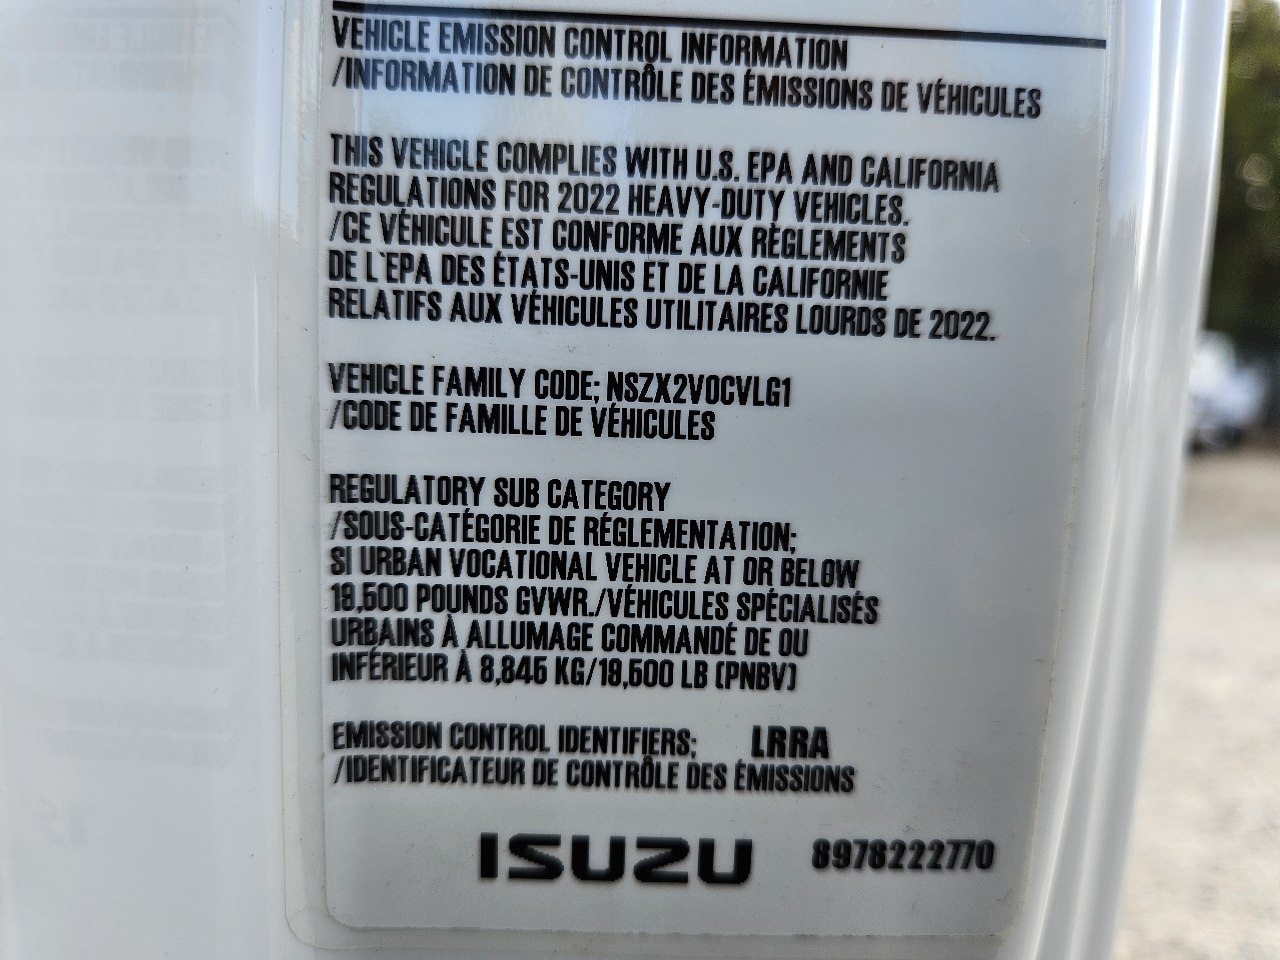 VEHICLE EMISSION CONTROL INFORMATION
/INFORMATION DE CONTRÔLE DES ÉMISSIONS DE VÉHICULES
THIS VEHICLE COMPLIES WITH U.S. EPA AND CALIFORNIA
REGULATIONS FOR 2022 HEAVY-DUTY VEHICLES.
/CE VÉHICULE EST CONFORME AUX RÈGLEMENTS
DE L'EPA DES ÉTATS-UNIS ET DE LA CALIFORNIE
RELATIFS AUX VÉHICULES UTILITAIRES LOURDS DE 2022.
VEHICLE FAMILY CODE; NSZX2VOCVLG1
/CODE DE FAMILLE DE VÉHICULES
REGULATORY SUB CATEGORY
/SOUS-CATÉGORIE DE RÉGLEMENTATION;
SI URBAN VOCATIONAL VEHICLE AT OR BELOW
19,500 POUNDS GVWR./VÉHICULES SPÉCIALISÉS
URBAINS À ALLUMAGE COMMANDÉ DE OU
INFÉRIEUR À 8,845 KG/19,500 LB (PNBV)
EMISSION CONTROL IDENTIFIERS; LRRA
/IDENTIFICATEUR DE CONTRÔLE DES ÉMISSIONS
ISUZU 8978222770